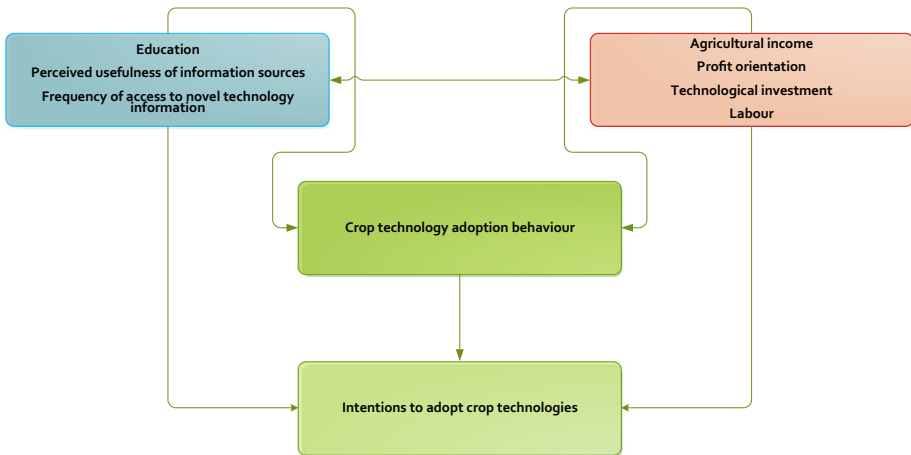 Education
Perceived usefulness of information sources
Frequency of access to novel technology
information
Agricultural income
Profit orientation
Technological investment
Labour
Crop technology adoption behaviour
Intentions to adopt crop technologies